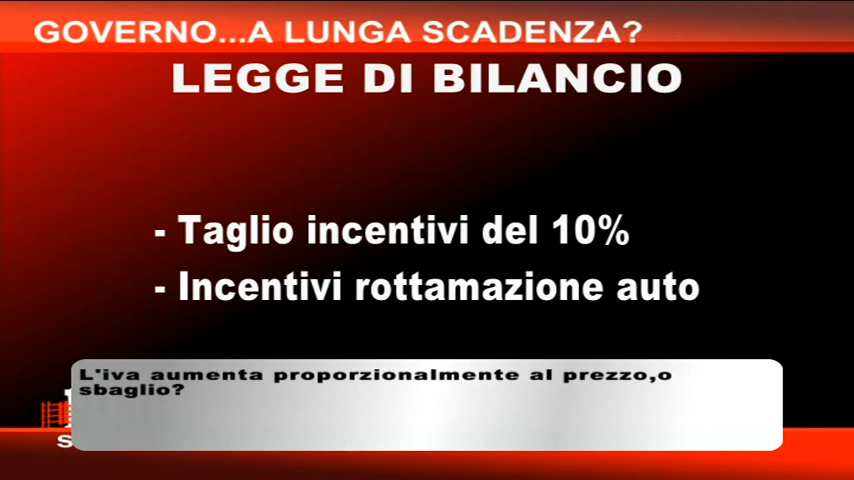 GOVERNO...A LUNGA SCADENZA?
LEGGE DI BILANCIO
- Taglio incentivi del 10%
- Incentivi rottamazione auto
L'iva aumenta proporzionalmente al prezzo,o
sbaglio?